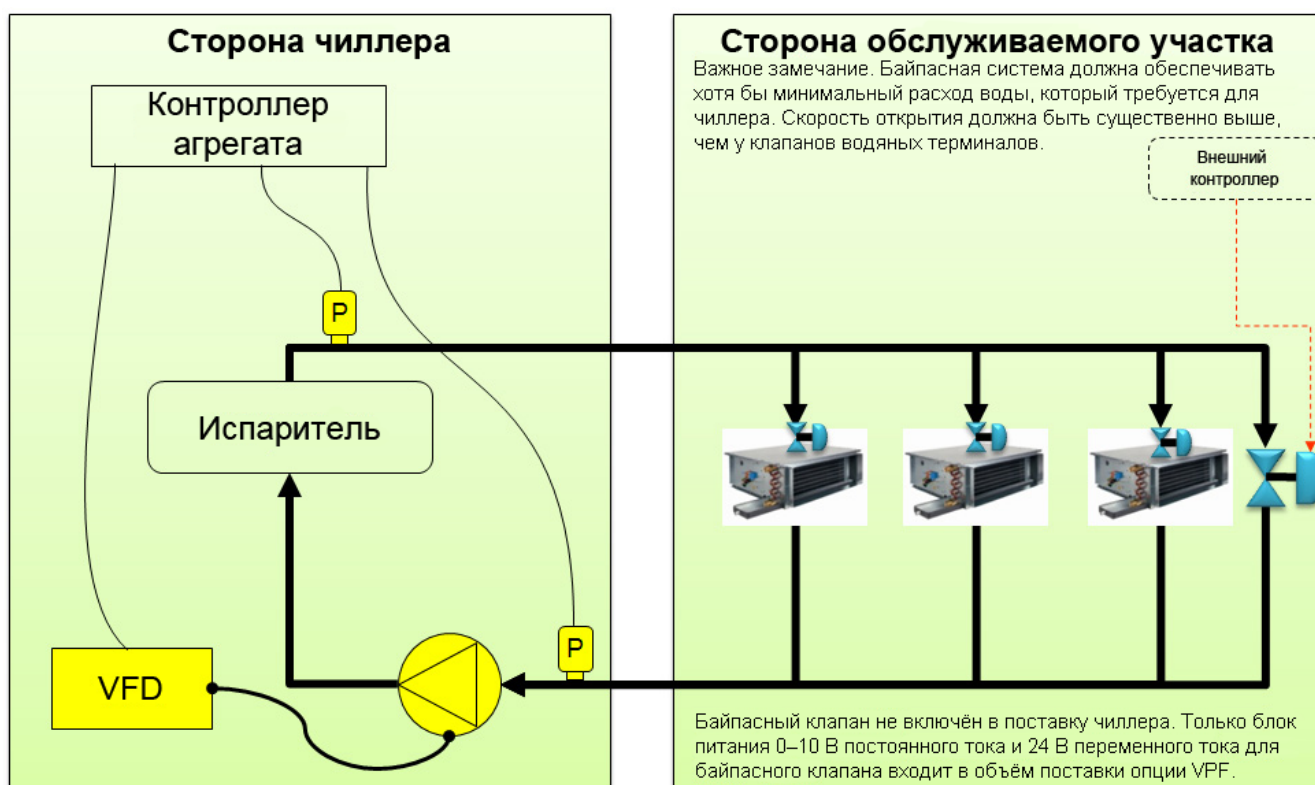 Сторона чиллера
Контроллер
агрегата
P
Испаритель
P
VFD
Сторона обслуживаемого участка
Важное замечание. Байпасная система должна обеспечивать
хотя бы минимальный расход воды, который требуется для
чиллера. Скорость открытия должна быть существенно выше,
чем у клапанов водяных терминалов.
Внешний
контроллер
Байпасный клапан не включён в поставку чиллера. Только блок
питания 0–10 В постоянного тока и 24 В переменного тока для
байпасного клапана входит в объём поставки опции VPF.